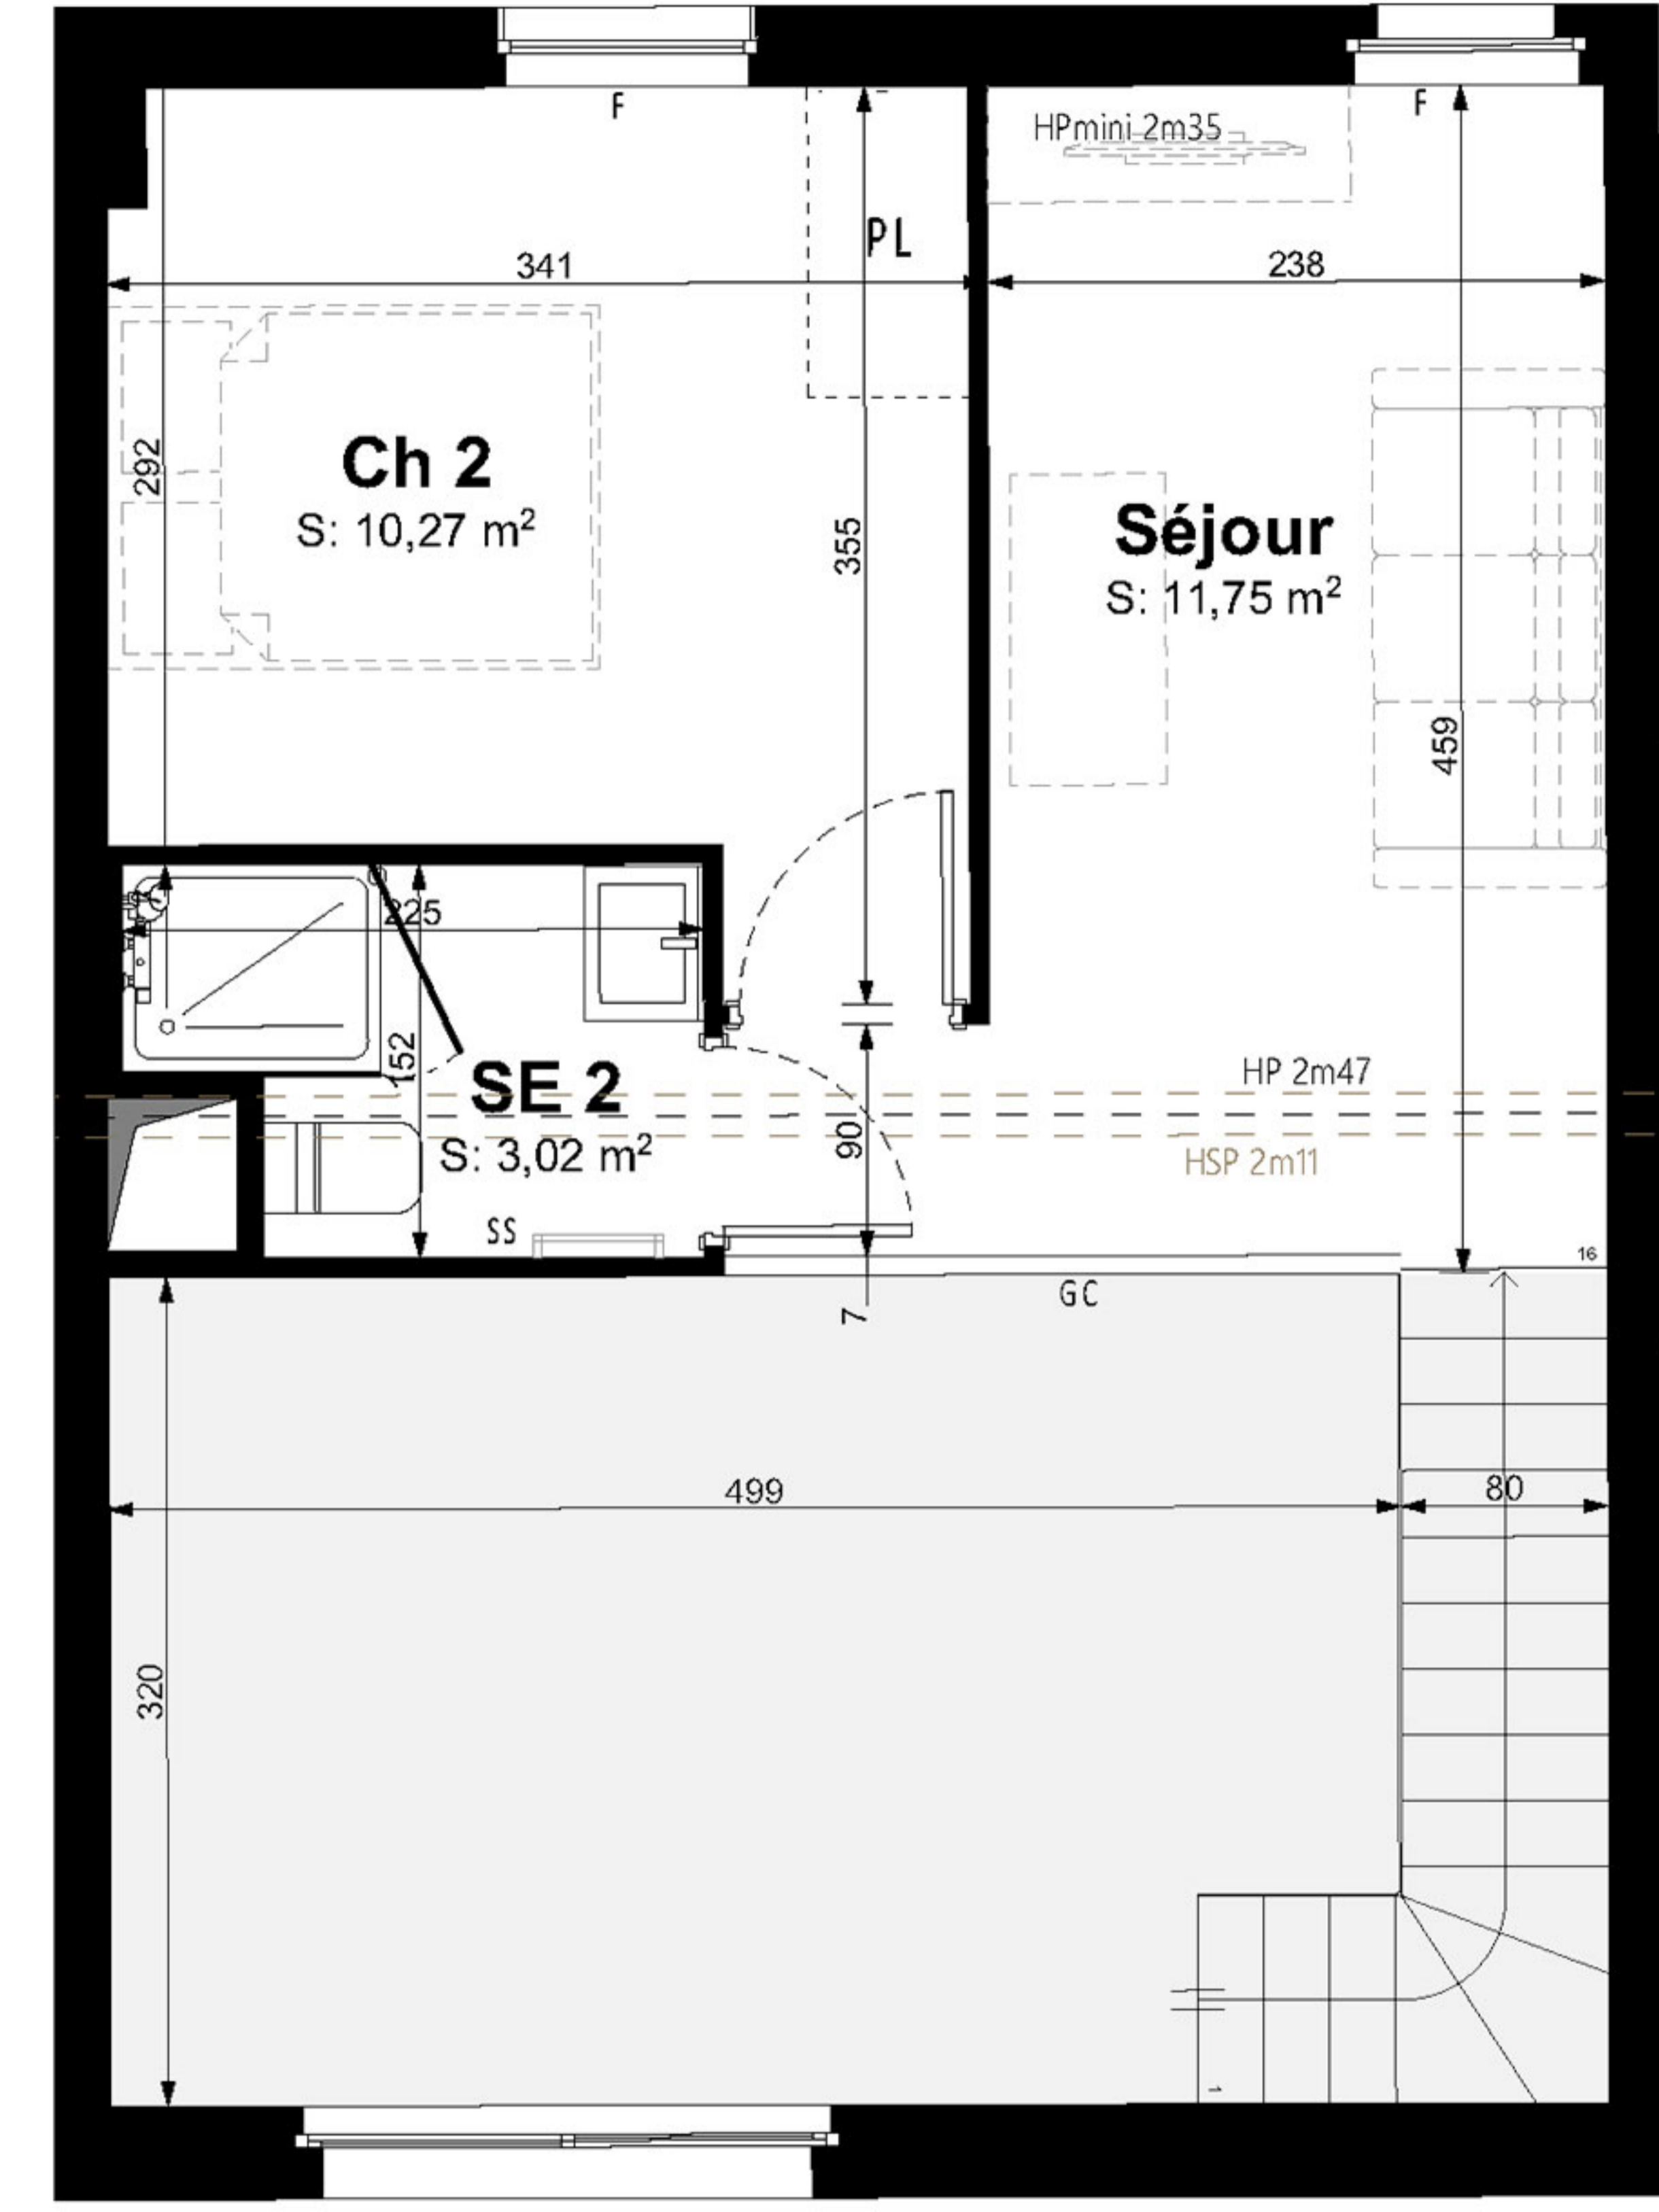 F
F
HPmini 2m35
PL
341
238
292
Ch 2
S: 10,27 m²
355
Séjour
S: 11,75 m²
459
225
152
SE 2
S: 3,02 m²
HP 2m47
90
HSP 2m11
SS
16
GC
7
499
80
320
1